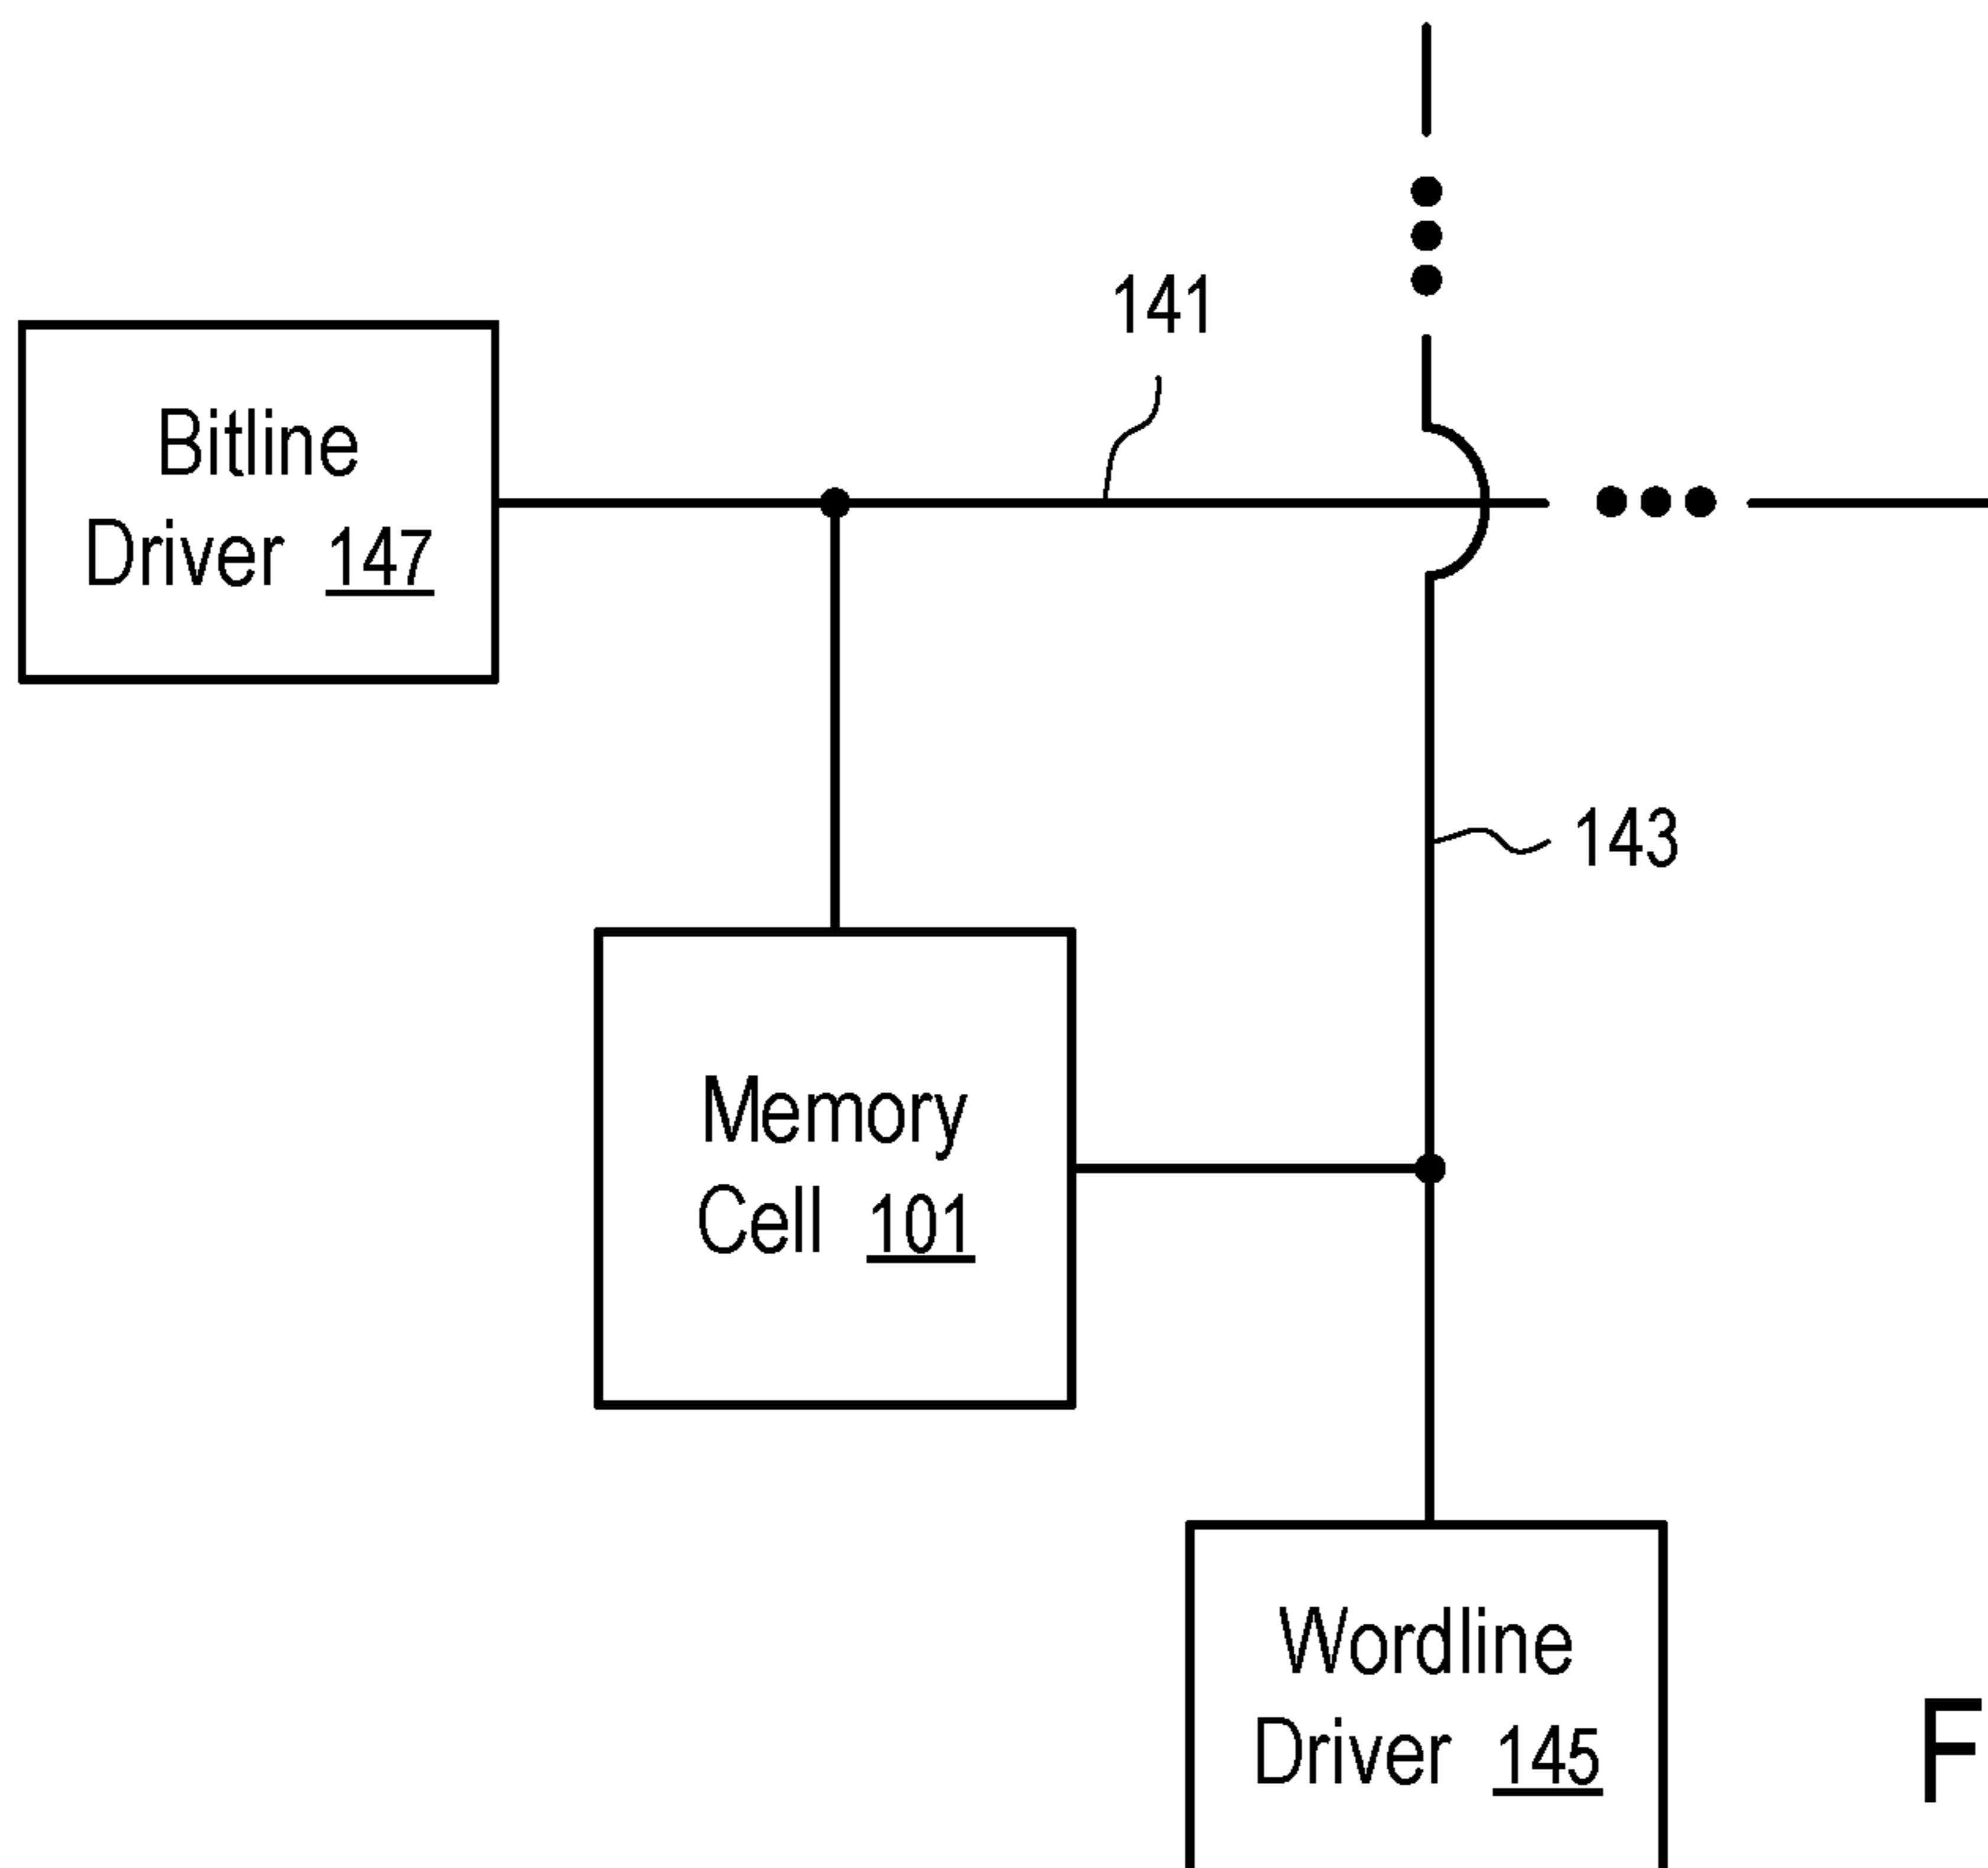 141
Bitline
Driver 147
143
Memory
Cell 101
Wordline
Driver 145
F